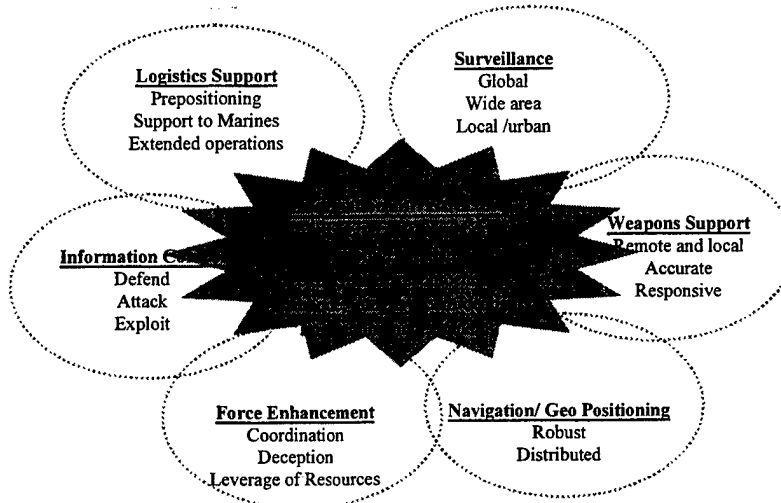 Logistics Support
Prepositioning
Support to Marines
Extended operations
Surveillance
Global
Wide area
Local /urban
Weapons Support
Remote and local
Accurate
Responsive
Information
Defend
Attack
Exploit
Force Enhancement
Coordination
Deception
Leverage of Resources
Navigation/ Geo Positioning
Robust
Distributed